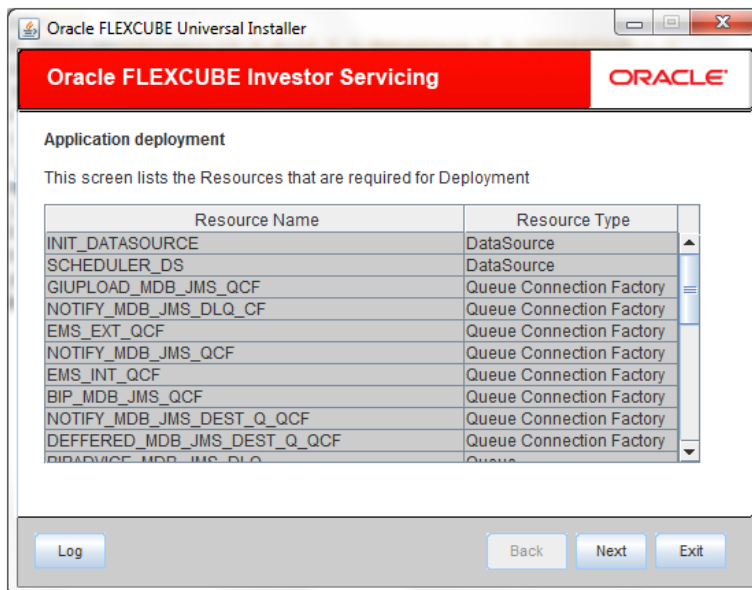 Oracle FLEXCUBE Universal Installer
Oracle FLEXCUBE Investor Servicing
ORACLE
Application deployment
This screen lists the Resources that are required for Deployment
Resource Name Resource Type
INIT_DATASOURCE DataSource
SCHEDULER_DS DataSource
GIUPLOAD_MDB_JMS_QCF Queue Connection Factory
NOTIFY_MDB_JMS_DLQ_CF Queue Connection Factory
EMS_EXT_QCF Queue Connection Factory
NOTIFY_MDB_JMS_QCF Queue Connection Factory
EMS_INT_QCF Queue Connection Factory
BIP_MDB_JMS_QCF Queue Connection Factory
NOTIFY_MDB_JMS_DEST_Q_QCF Queue Connection Factory
DEFFERED_MDB_JMS_DEST_Q_QCF Queue Connection Factory
BIPADVICE_MDB_JMS_DLQ Queue
Log Back Next Exit